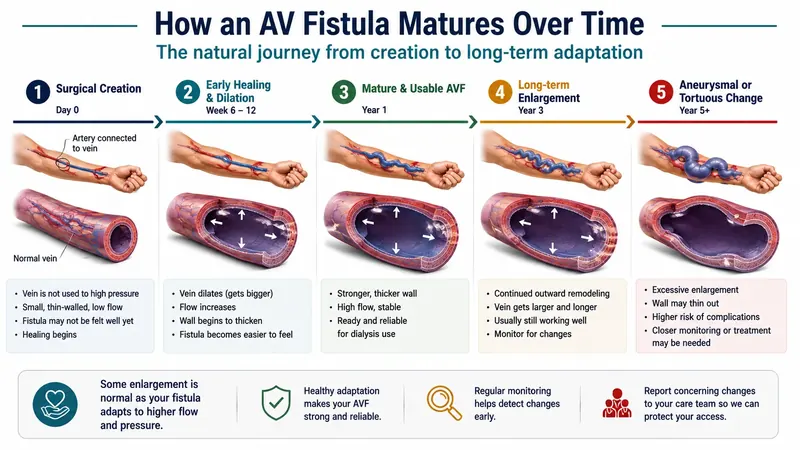 How an AV Fistula Matures Over Time
The natural journey from creation to long-term adaptation
1
Surgical Creation
Day 0
Artery connected
to vein
Normal vein
• Vein is not used to high pressure
• Small, thin-walled, low flow
• Fistula may not be felt well yet
• Healing begins
2
Early Healing
& Dilation
Week 6 – 12
• Vein dilates (gets bigger)
• Flow increases
• Wall begins to thicken
• Fistula becomes easier to feel
3
Mature & Usable AVF
Year 1
• Stronger, thicker wall
• High flow, stable
• Ready and reliable
for dialysis use
4
Long-term
Enlargement
Year 3
• Continued outward remodeling
• Vein gets larger and longer
• Usually still working well
• Monitor for changes
5
Aneurysmal or
Tortuous Change
Year 5+
• Excessive enlargement
• Wall may thin out
• Higher risk of complications
• Closer monitoring or treatment
may be needed
Some enlargement is
normal as your fistula
adapts to higher flow
and pressure.
Healthy adaptation
makes your AVF
strong and reliable.
Regular monitoring
helps detect changes
early.
Report concerning changes
to your care team so we can
protect your access.